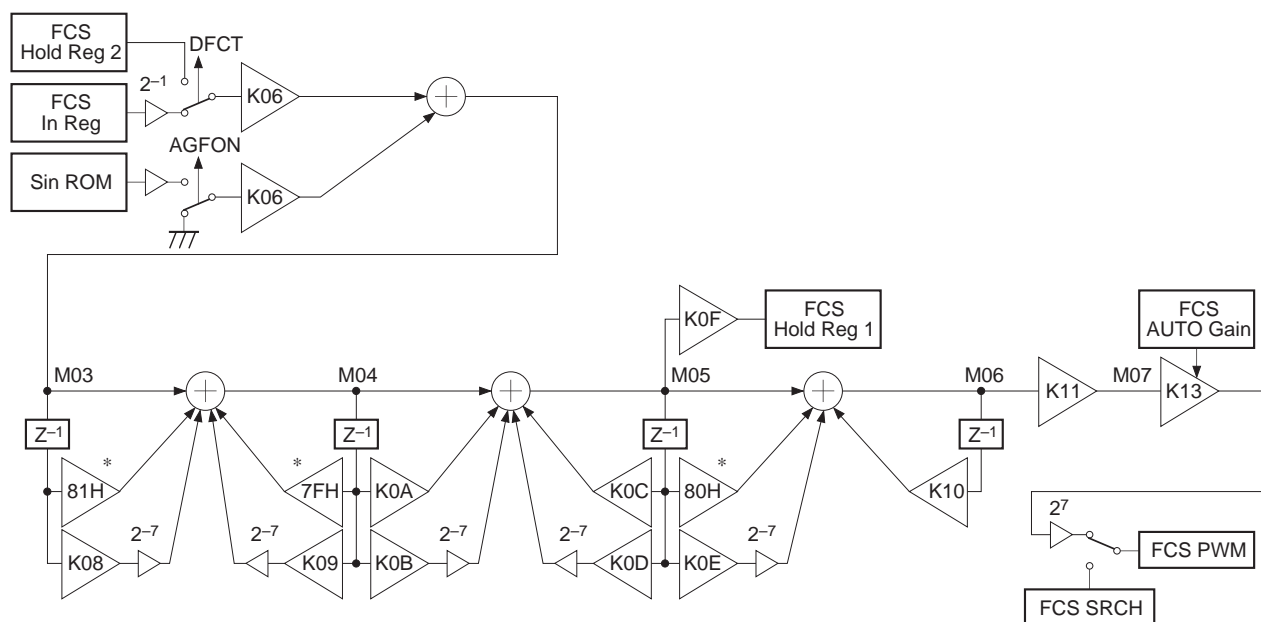 FCS
Hold Reg 2
DFCT
2–1
FCS
In Reg
K06
AGFON
Sin ROM
K06
K0F
FCS
Hold Reg 1
FCS
AUTO Gain
M03
M04
M05
M06
K11
M07
K13
Z–1
Z–1
Z–1
Z–1
81H
*
*
7FH
K0A
K0C
80H
*
K10
K08
2–7
2–7
K09
K0B
2–7
2–7
K0D
K0E
2–7
27
FCS PWM
FCS SRCH